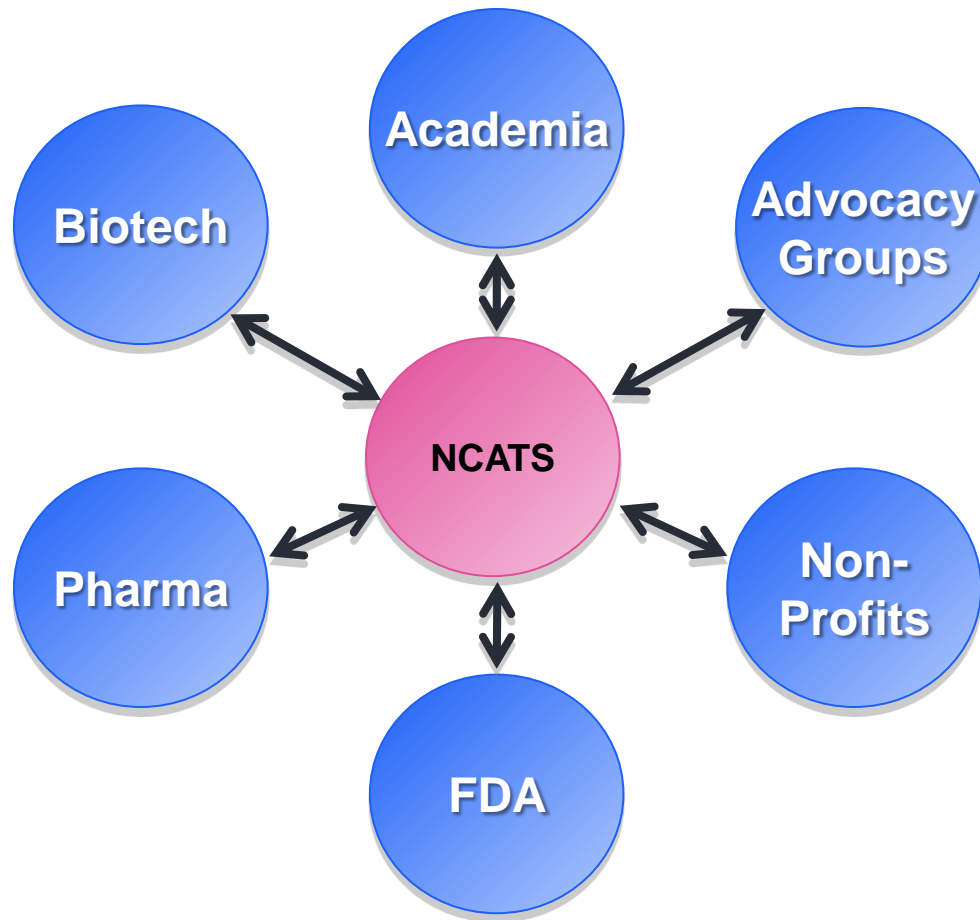 Academia
Biotech
Advocacy
Groups
NCATS
Pharma
Non-
Profits
FDA